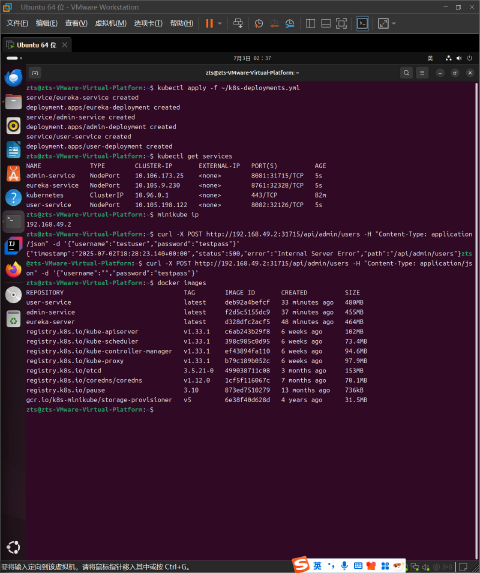 Ubuntu 64 位 - VMware Workstation
文件(F) 编辑(E) 查看(V) 虚拟机(M) 选项卡(T) 帮助(H)
Ubuntu 64 位
7月3日 02:37
英
zts@zts-VMware-Virtual-Platform: ~
zts@zts-VMware-Virtual-Platform:~$ kubectl apply -f ~/k8s-deployments.yml
service/eureka-service created
deployment.apps/eureka-deployment created
service/admin-service created
deployment.apps/admin-deployment created
service/user-service created
deployment.apps/user-deployment created
zts@zts-VMware-Virtual-Platform:~$ kubectl get services
NAME TYPE CLUSTER-IP EXTERNAL-IP PORT(S) AGE
admin-service NodePort 10.106.173.25 <none> 8081:31715/TCP 5s
eureka-service NodePort 10.105.9.230 <none> 8761:32328/TCP 5s
kubernetes ClusterIP 10.96.0.1 <none> 443/TCP 82m
user-service NodePort 10.105.198.122 <none> 8082:32126/TCP 5s
zts@zts-VMware-Virtual-Platform:~$ minikube ip
192.168.49.2
zts@zts-VMware-Virtual-Platform:~$ curl -X POST http://192.168.49.2:31715/api/admin/users -H "Content-Type: application
/json" -d '{"username":"testuser","password":"testpass"}'
{"timestamp":"2025-07-02T18:28:23.140+00:00","status":500,"error":"Internal Server Error","path":"/api/admin/users"}zts
@zts-VMware-Virtual-Platform:~$ curl -X POST http://192.168.49.2:31715/api/admin/users -H "Content-Type: application/js
on" -d '{"username":"","password":"testpass"}'
zts@zts-VMware-Virtual-Platform:~$ docker images
REPOSITORY TAG IMAGE ID CREATED SIZE
user-service latest deb92a4befcf 33 minutes ago 480MB
admin-service latest f2d5c5155dc9 37 minutes ago 455MB
eureka-server latest d328dfc2acf5 48 minutes ago 464MB
registry.k8s.io/kube-apiserver v1.33.1 c6ab243b29f8 6 weeks ago 102MB
registry.k8s.io/kube-scheduler v1.33.1 398c985c0d95 6 weeks ago 73.4MB
registry.k8s.io/kube-controller-manager v1.33.1 ef43894fa110 6 weeks ago 94.6MB
registry.k8s.io/kube-proxy v1.33.1 b79c189b052c 6 weeks ago 97.9MB
registry.k8s.io/etcd 3.5.21-0 499038711c08 3 months ago 153MB
registry.k8s.io/coredns/coredns v1.12.0 1cf5f116067c 7 months ago 70.1MB
registry.k8s.io/pause 3.10 873ed7510279 13 months ago 736kB
gcr.io/k8s-minikube/storage-provisioner v5 6e38f40d628d 4 years ago 31.5MB
zts@zts-VMware-Virtual-Platform:~$
要将输入定向到该虚拟机，请将鼠标指针移入其中或按 Ctrl+G。
英